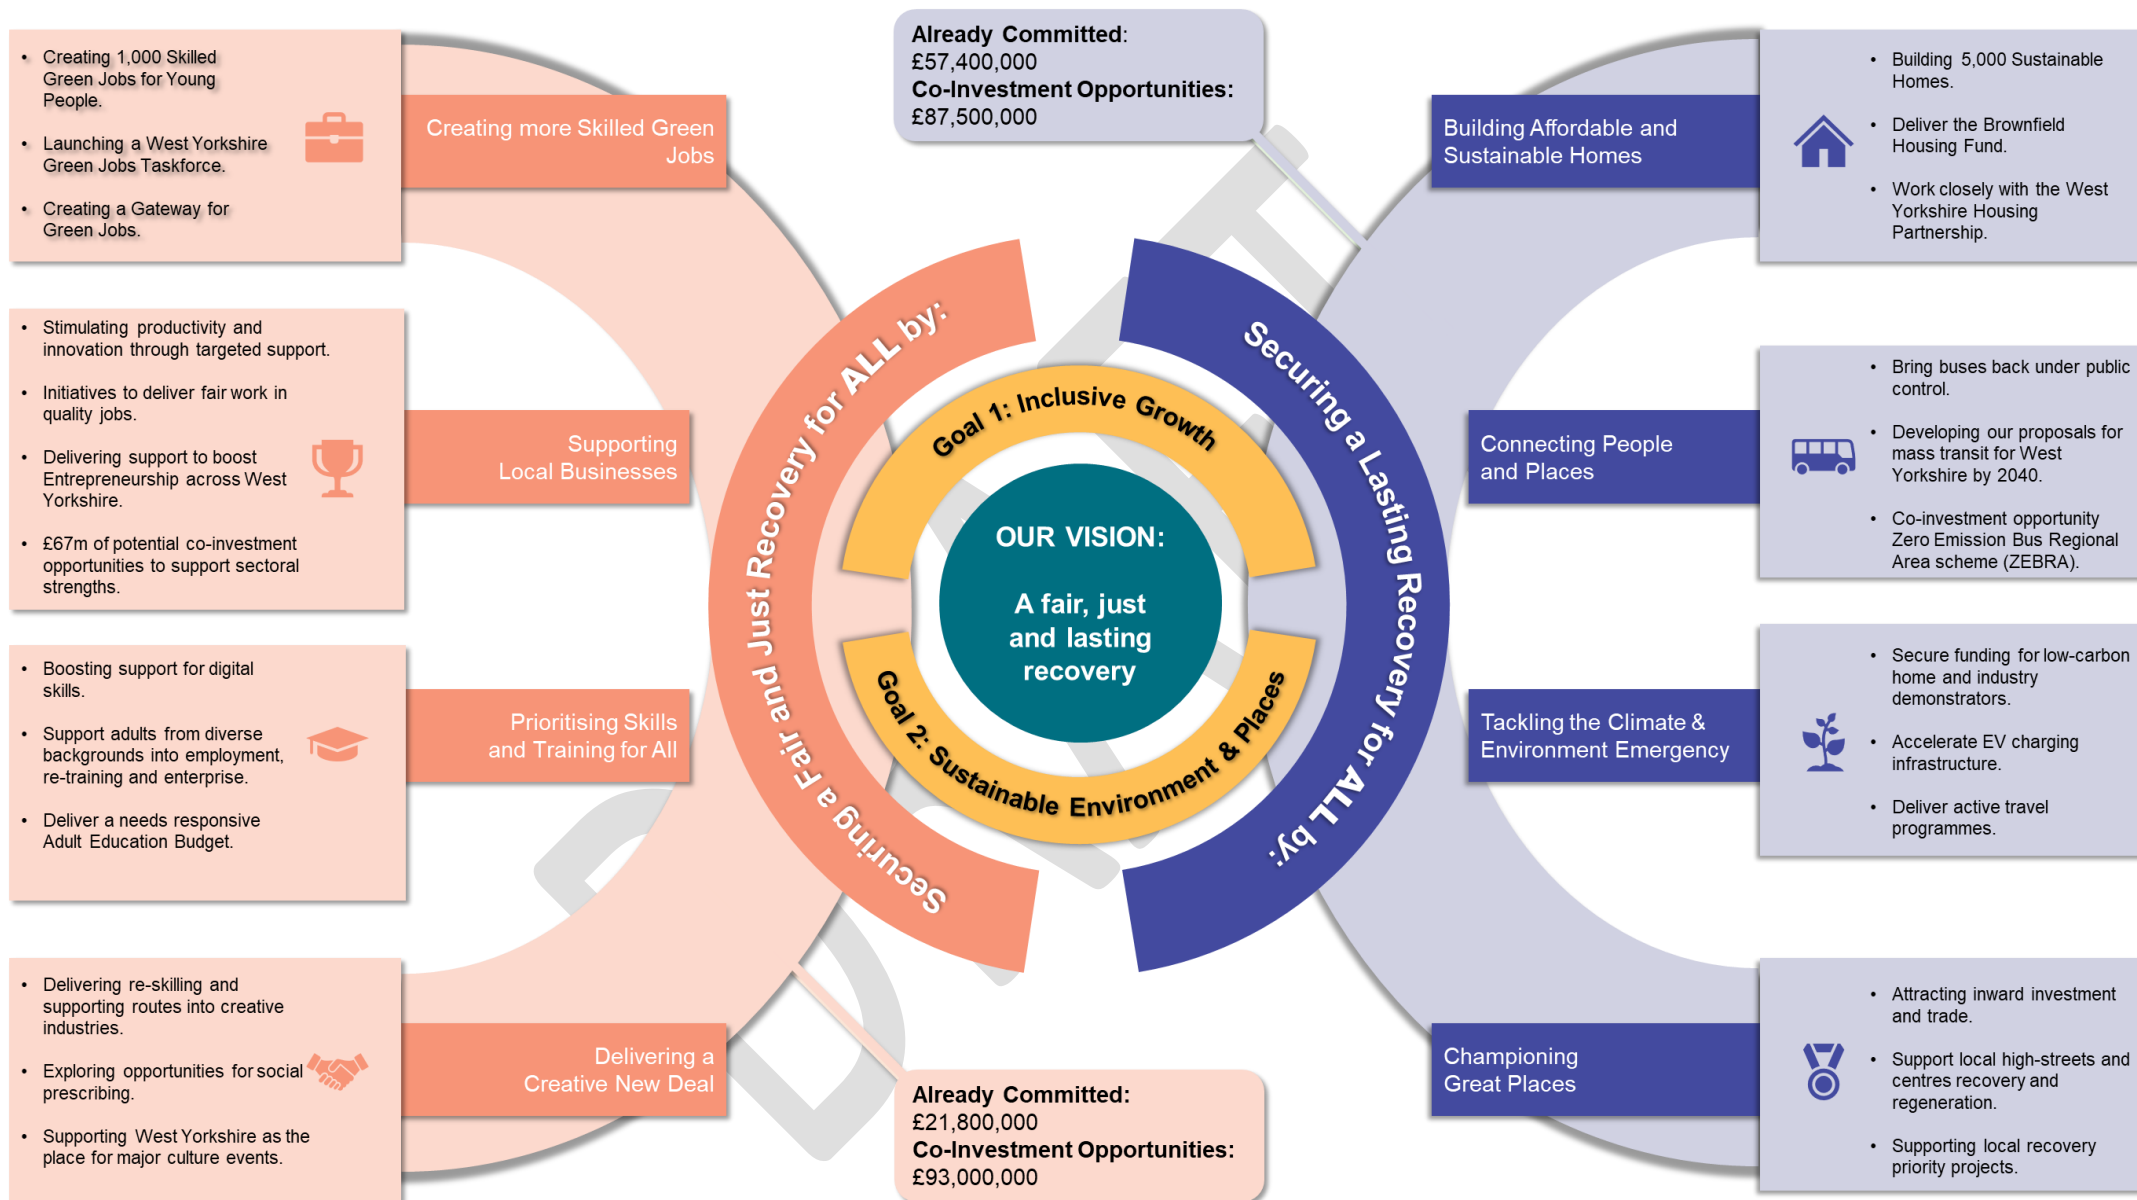 • Creating 1,000 Skilled
Green Jobs for Young
People.
• Launching a West Yorkshire
Green Jobs Taskforce.
• Creating a Gateway for
Green Jobs.
Creating more Skilled Green
Jobs
• Stimulating productivity and
innovation through targeted support.
• Initiatives to deliver fair work in
quality jobs.
• Delivering support to boost
Entrepreneurship across West
Yorkshire.
• £67m of potential co-investment
opportunities to support sectoral
strengths.
Supporting
Local Businesses
• Boosting support for digital
skills.
• Support adults from diverse
backgrounds into employment,
re-training and enterprise.
• Deliver a needs responsive
Adult Education Budget.
Prioritising Skills
and Training for All
• Delivering re-skilling and
supporting routes into creative
industries.
• Exploring opportunities for social
prescribing.
• Supporting West Yorkshire as the
place for major culture events.
Delivering a
Creative New Deal
Securing a Fair and Just Recovery for ALL by:
Already Committed:
£21,800,000
Co-Investment Opportunities:
£93,000,000
Goal 1: Inclusive Growth
OUR VISION:
A fair, just
and lasting
recovery
Goal 2: Sustainable Environment & Places
DRAFT
Already Committed:
£57,400,000
Co-Investment Opportunities:
£87,500,000
Securing a Lasting Recovery for ALL by:
Building Affordable and
Sustainable Homes
• Building 5,000 Sustainable
Homes.
• Deliver the Brownfield
Housing Fund.
• Work closely with the West
Yorkshire Housing
Partnership.
Connecting People
and Places
• Bring buses back under public
control.
• Developing our proposals for
mass transit for West
Yorkshire by 2040.
• Co-investment opportunity
Zero Emission Bus Regional
Area scheme (ZEBRA).
Tackling the Climate &
Environment Emergency
• Secure funding for low-carbon
home and industry
demonstrators.
• Accelerate EV charging
infrastructure.
• Deliver active travel
programmes.
Championing
Great Places
• Attracting inward investment
and trade.
• Support local high-streets and
centres recovery and
regeneration.
• Supporting local recovery
priority projects.